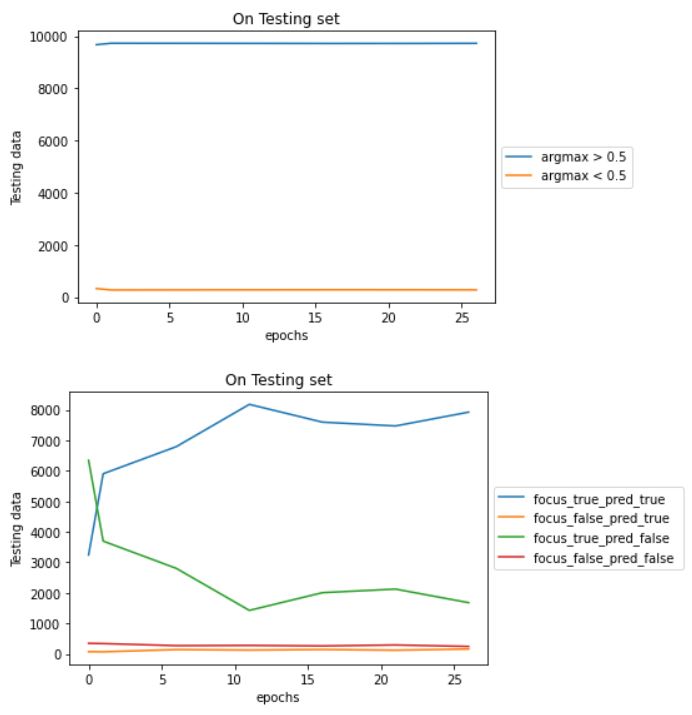 On Testing set
10000
8000
6000
4000
2000
0
Testing data
0 5 10 15 20 25
epochs
argmax > 0.5
argmax < 0.5
On Testing set
8000
7000
6000
5000
4000
3000
2000
1000
0
Testing data
0 5 10 15 20 25
epochs
focus_true_pred_true
focus_false_pred_true
focus_true_pred_false
focus_false_pred_false